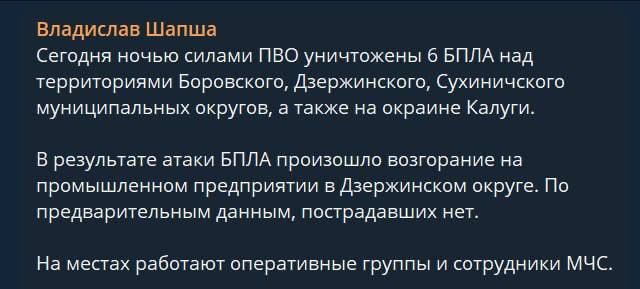 Владислав Шапша
Сегодня ночью силами ПВО уничтожены 6 БПЛА над
территориями Боровского, Дзержинского, Сухиничского
муниципальных округов, а также на окраине Калуги.
В результате атаки БПЛА произошло возгорание на
промышленном предприятии в Дзержинском округе. По
предварительным данным, пострадавших нет.
На местах работают оперативные группы и сотрудники МЧС.